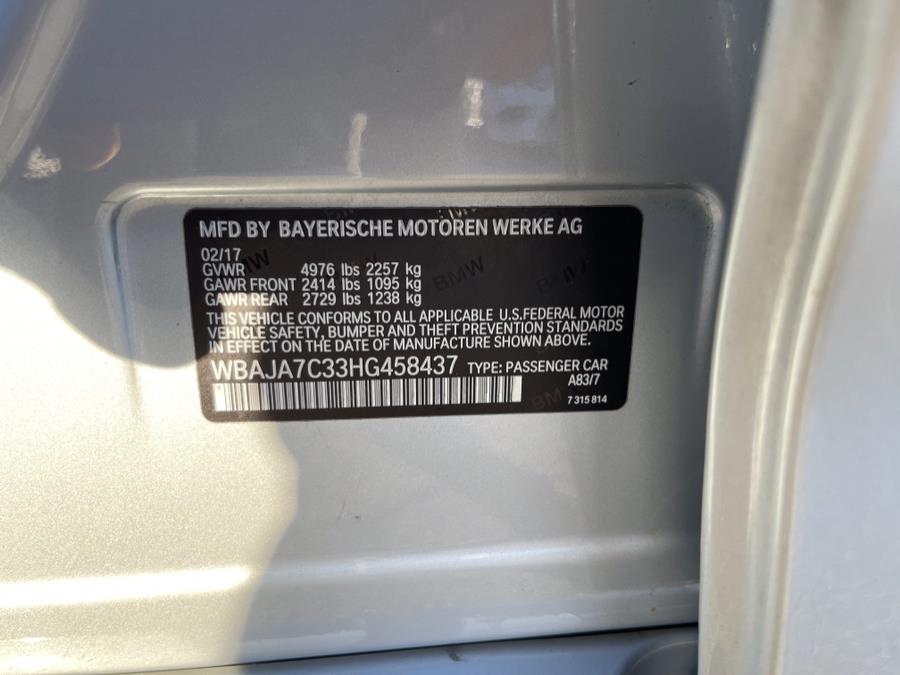 MFD BY BAYERISCHE MOTOREN WERKE AG
02/17
GVWR 4976 lbs 2257 kg
GAWR FRONT 2414 lbs 1095 kg
GAWR REAR 2729 lbs 1238 kg
THIS VEHICLE CONFORMS TO ALL APPLICABLE U.S.FEDERAL MOTOR
VEHICLE SAFETY, BUMPER AND THEFT PREVENTION STANDARDS
IN EFFECT ON THE DATE OF MANUFACTURE SHOWN ABOVE.
WBAJA7C33HG458437 TYPE: PASSENGER CAR
A83/7
7 315 814
BMW